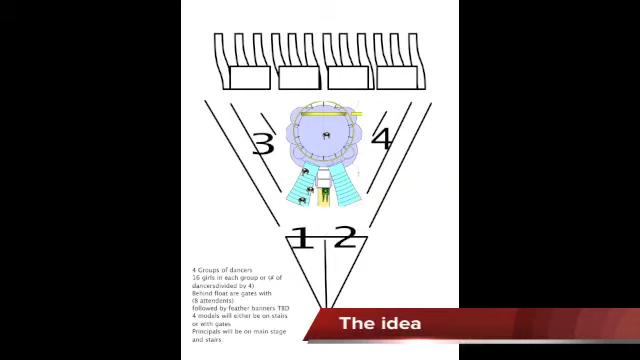 3
4
1 2
4 Groups of dancers
16 girls in each group or (# of
dancersdivided by 4)
Behind float are gates with
(8 attendents)
followed by feather banners TBD
4 models will either be on stairs
or with gates
Principals will be on main stage
and stairs
The idea